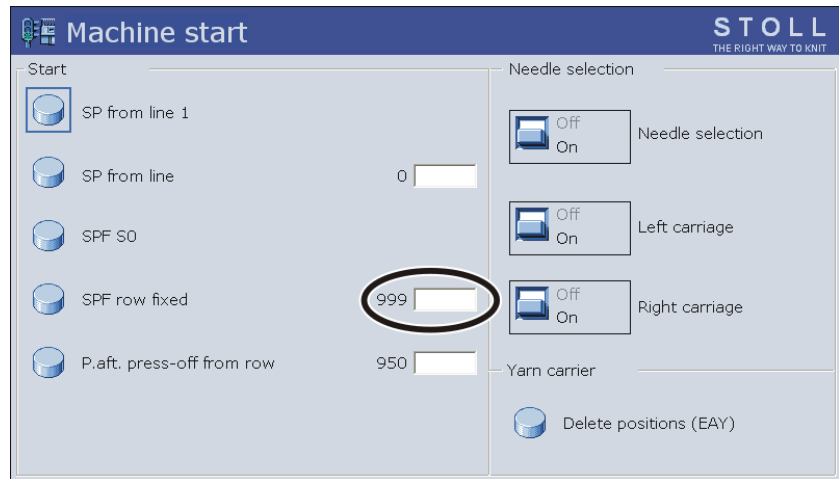 Machine start
STOLL
THE RIGHT WAY TO KNIT
Start
SP from line 1
SP from line 0
SPF S0
SPF row fixed 999
P.aft. press-off from row 950
Needle selection
Off
On
Needle selection
Off
On
Left carriage
Off
On
Right carriage
Yarn carrier
Delete positions (EAY)